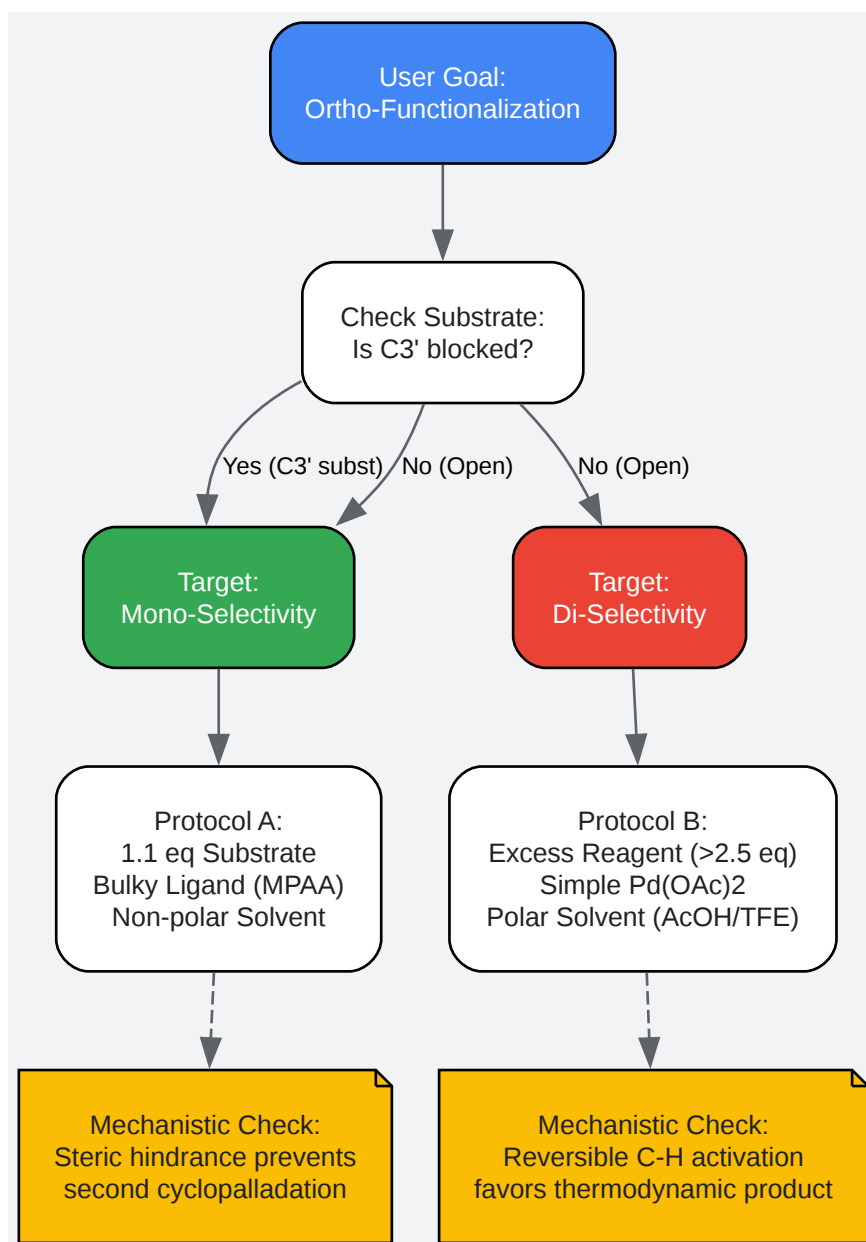 User Goal:
Ortho-Functionalization
Check Substrate:
Is C3' blocked?
Yes (C3' subst)
No (Open)
No (Open)
Target:
Mono-Selectivity
Target:
Di-Selectivity
Protocol A:
1.1 eq Substrate
Bulky Ligand (MPAA)
Non-polar Solvent
Protocol B:
Excess Reagent (>2.5 eq)
Simple Pd(OAc)2
Polar Solvent (AcOH/TFE)
Mechanistic Check:
Steric hindrance prevents
second cyclopalladation
Mechanistic Check:
Reversible C-H activation
favors thermodynamic product